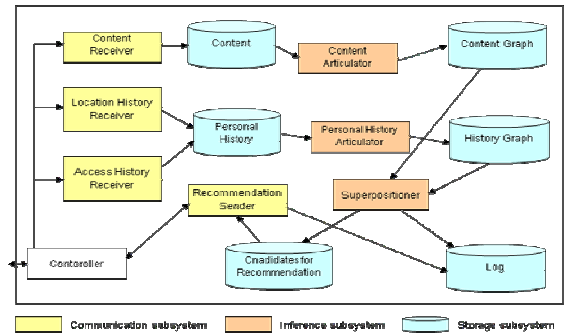 Content
Receiver
Content
Content
Articulator
Content Graph
Location History
Receiver
Personal
History
Personal History
Articulator
History Graph
Access History
Receiver
Recommendation
Sender
Superpositioner
Contoroller
Cnadidates for
Recommendation
Log
Communication subsystem
Inference subsystem
Storage subsystem